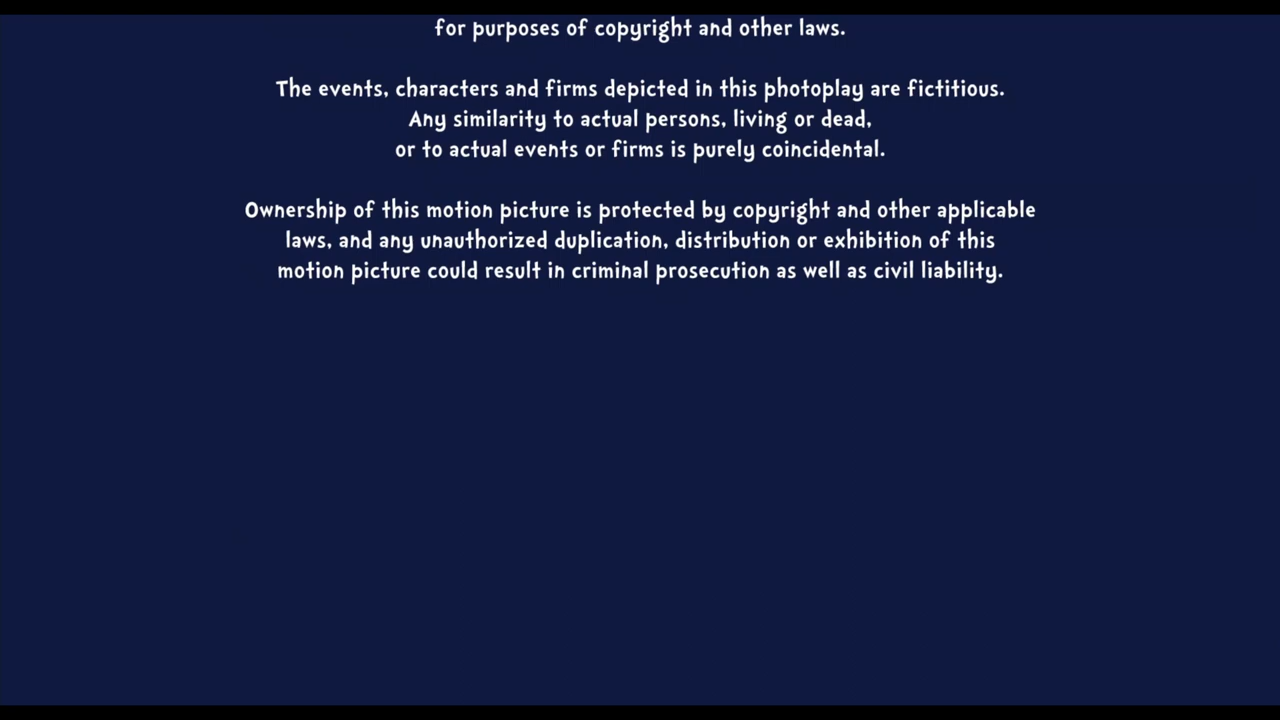 for purposes of copyright and other laws.
The events, characters and firms depicted in this photoplay are fictitious.
Any similarity to actual persons, living or dead,
or to actual events or firms is purely coincidental.
Ownership of this motion picture is protected by copyright and other applicable
laws, and any unauthorized duplication, distribution or exhibition of this
motion picture could result in criminal prosecution as well as civil liability.